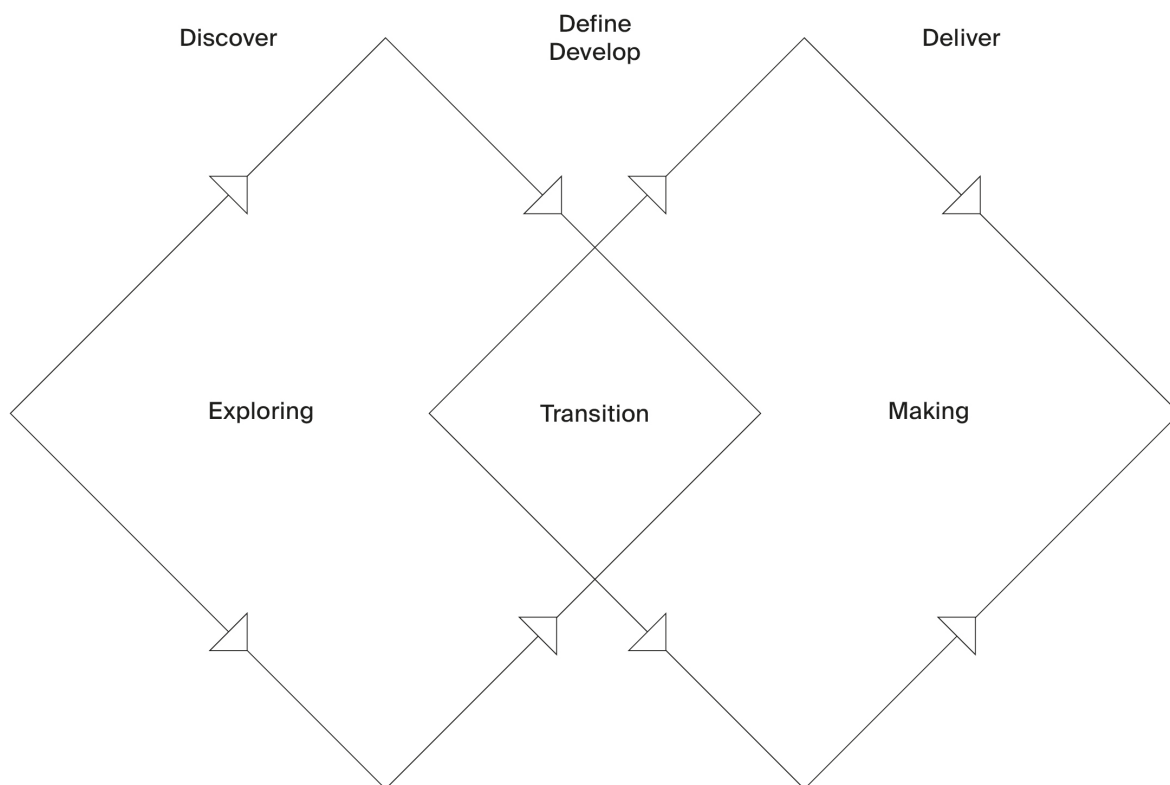 Discover
Define
Develop
Deliver
Exploring
Transition
Making